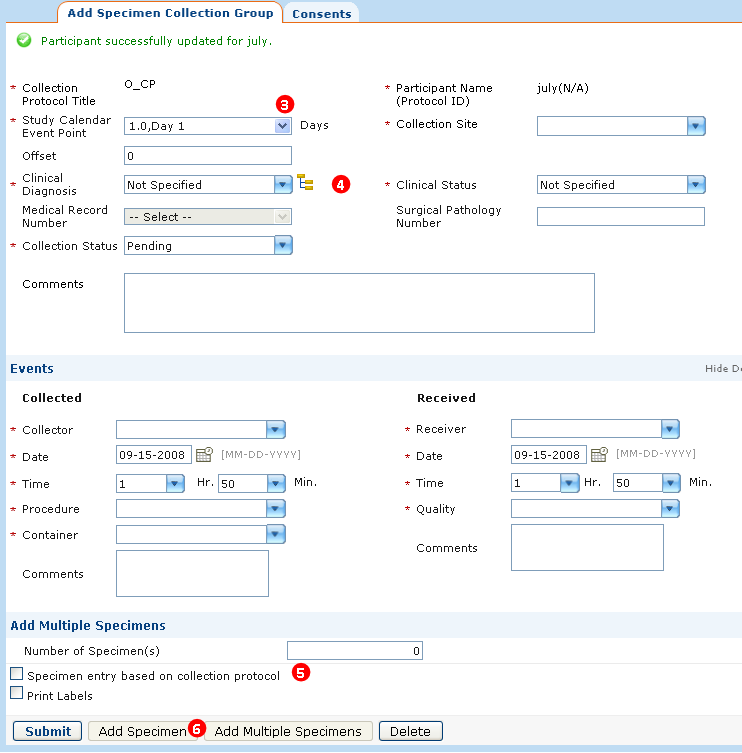 Add Specimen Collection Group Consents
Participant successfully updated for july.
* Collection Protocol Title O_CP * Participant Name (Protocol ID) july(N/A)
3
* Study Calendar Event Point 1.0,Day 1 Days * Collection Site
Offset 0
* Clinical Diagnosis Not Specified 4 * Clinical Status Not Specified
Medical Record Number -- Select -- Surgical Pathology Number
* Collection Status Pending
Comments
Events Hide
Collected Received
* Collector * Receiver
* Date 09-15-2008 [MM-DD-YYYY] * Date 09-15-2008 [MM-DD-YYYY]
* Time 1 Hr. 50 Min. * Time 1 Hr. 50 Min.
* Procedure * Quality
* Container
Comments Comments
Add Multiple Specimens
Number of Specimen(s) 0
Specimen entry based on collection protocol 5
Print Labels
Submit Add Specimen 6 Add Multiple Specimens Delete